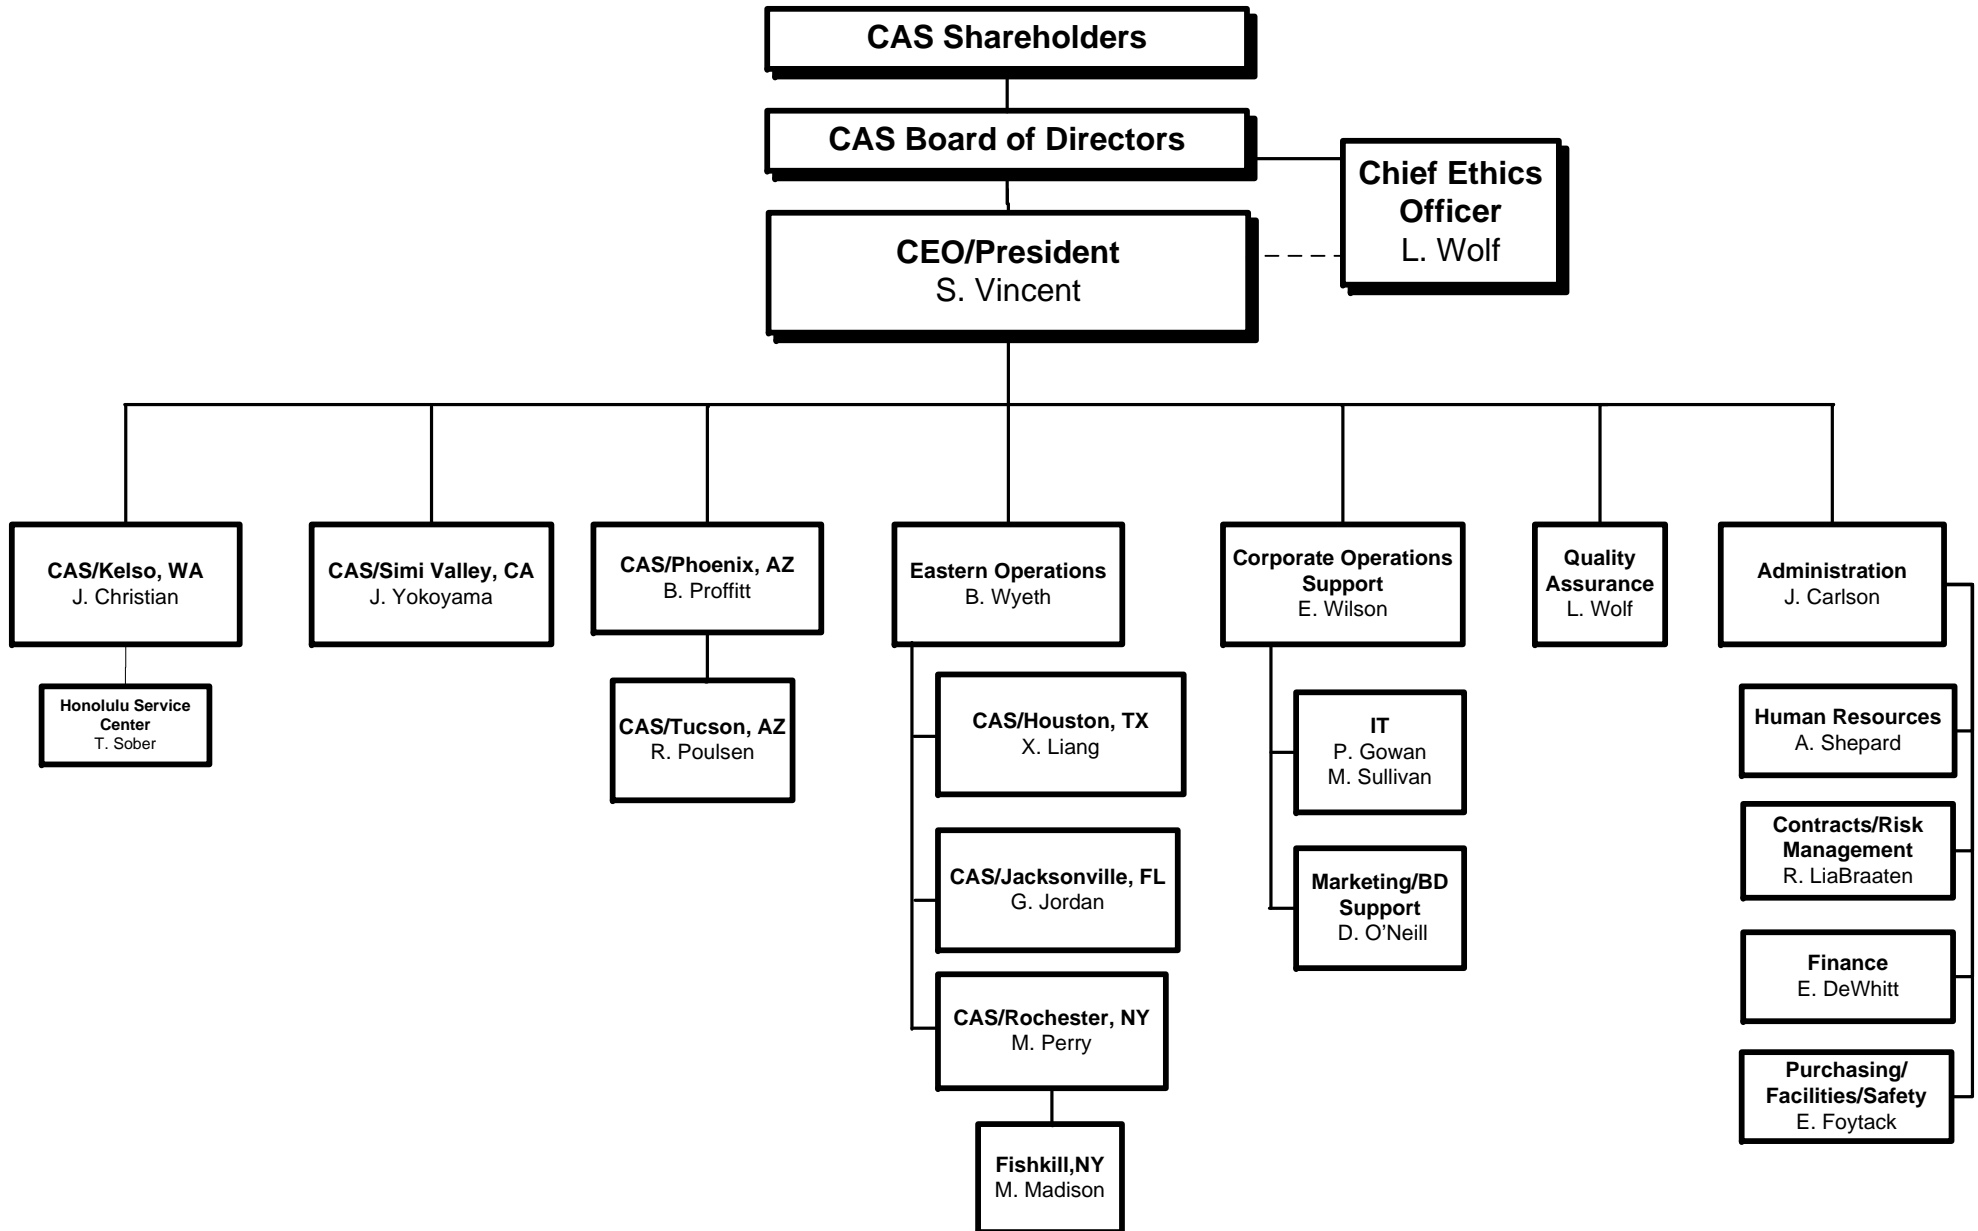 CAS Shareholders
CAS Board of Directors
Chief Ethics
Officer
L. Wolf
CEO/President
S. Vincent
CAS/Kelso, WA
J. Christian
CAS/Simi Valley, CA
J. Yokoyama
CAS/Phoenix, AZ
B. Proffitt
Eastern Operations
B. Wyeth
Corporate Operations
Support
E. Wilson
Quality
Assurance
L. Wolf
Administration
J. Carlson
Honolulu Service
Center
T. Sober
CAS/Tucson, AZ
R. Poulsen
CAS/Houston, TX
X. Liang
IT
P. Gowan
M. Sullivan
Human Resources
A. Shepard
Contracts/Risk
Management
R. LiaBraaten
CAS/Jacksonville, FL
G. Jordan
Marketing/BD
Support
D. O’Neill
Finance
E. DeWhitt
CAS/Rochester, NY
M. Perry
Purchasing/
Facilities/Safety
E. Foytack
Fishkill,NY
M. Madison